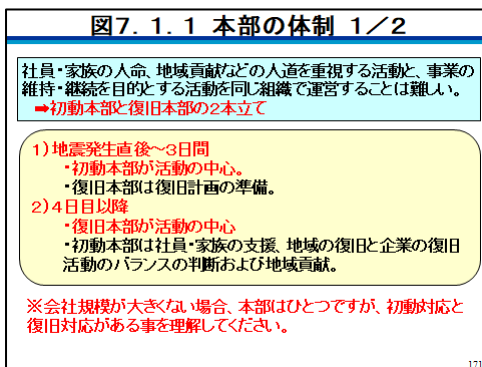 図7.1.1 本部の体制 1／2
社員・家族の人命、地域貢献などの人道を重視する活動と、事業の
維持・継続を目的とする活動を同じ組織で運営することは難しい。
➡初動本部と復旧本部の2本立て
1)地震発生直後～3日間
・初動本部が活動の中心。
・復旧本部は復旧計画の準備。
2)4日目以降
・復旧本部が活動の中心
・初動本部は社員・家族の支援、地域の復旧と企業の復旧
活動のバランスの判断および地域貢献。
※会社規模が大きくない場合、本部はひとつですが、初動対応と
復旧対応がある事を理解してください。
171